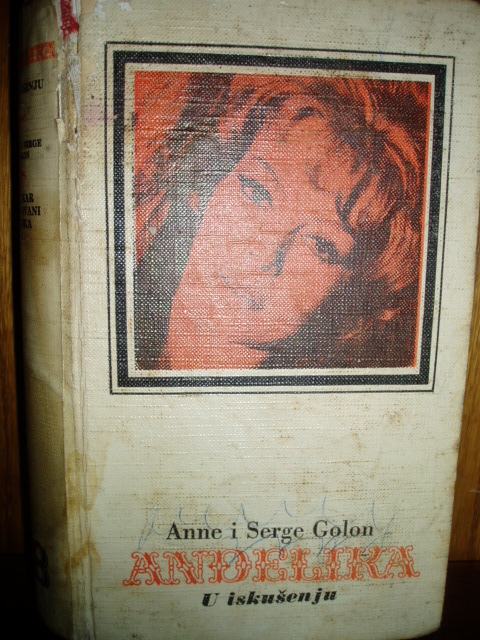 Anne i Serge Golon
ANĐELIKA
U iskušenju